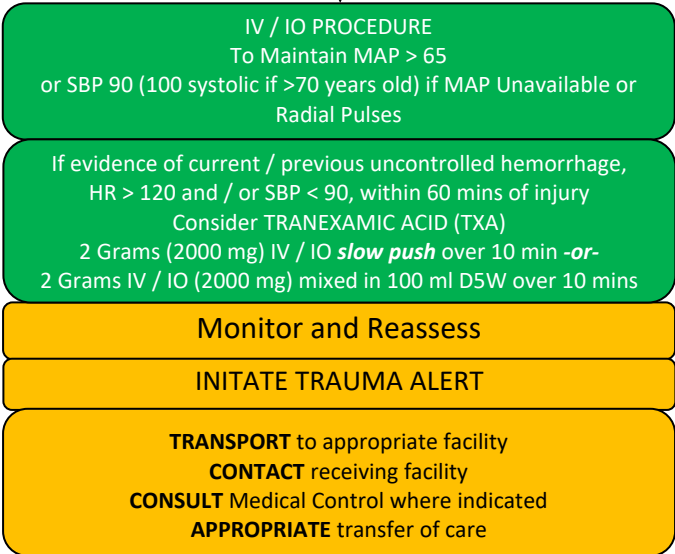 IV / IO PROCEDURE
To Maintain MAP > 65
or SBP 90 (100 systolic if >70 years old) if MAP Unavailable or
Radial Pulses
If evidence of current / previous uncontrolled hemorrhage,
HR > 120 and / or SBP < 90, within 60 mins of injury
Consider TRANEXAMIC ACID (TXA)
2 Grams (2000 mg) IV / IO slow push over 10 min -or-
2 Grams IV / IO (2000 mg) mixed in 100 ml D5W over 10 mins
Monitor and Reassess
INITATE TRAUMA ALERT
TRANSPORT to appropriate facility
CONTACT receiving facility
CONSULT Medical Control where indicated
APPROPRIATE transfer of care